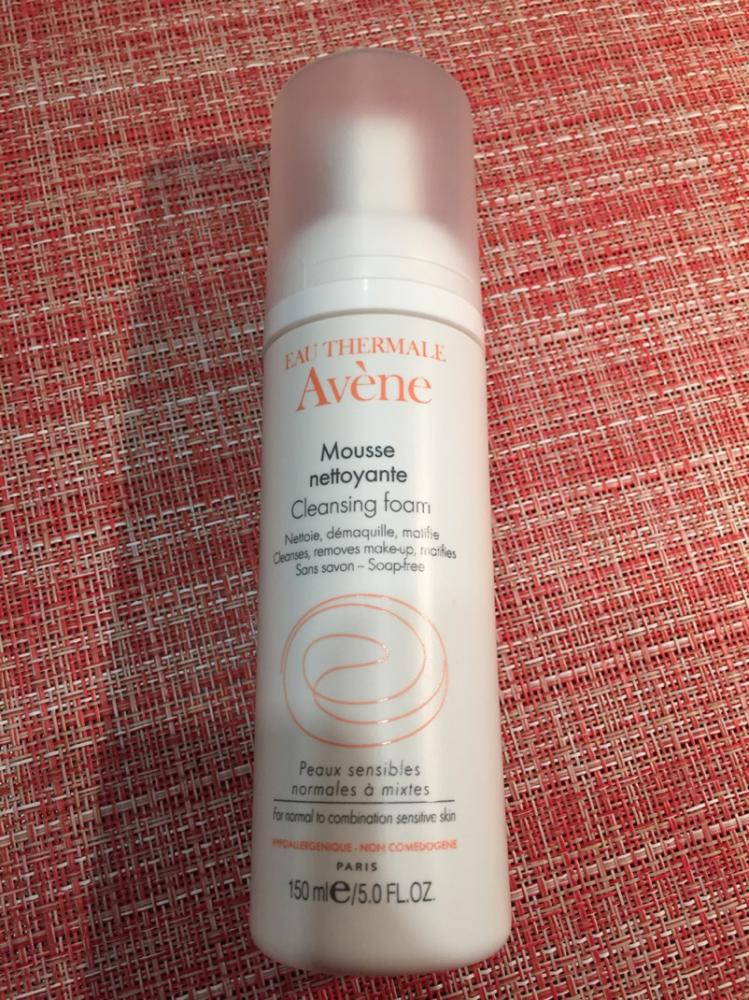 EAU THERMALE
Avène
Mousse
nettoyante
Cleansing foam
Nettoie, démaquille, matifie
Cleanses, removes make-up, matifies
Sans savon – Soap-free
Peaux sensibles
normales à mixtes
For normal to combination sensitive skin
HYPOALLERGENIQUE - NON COMEDOGENE
PARIS
150 ml e/5.0 FL.OZ.